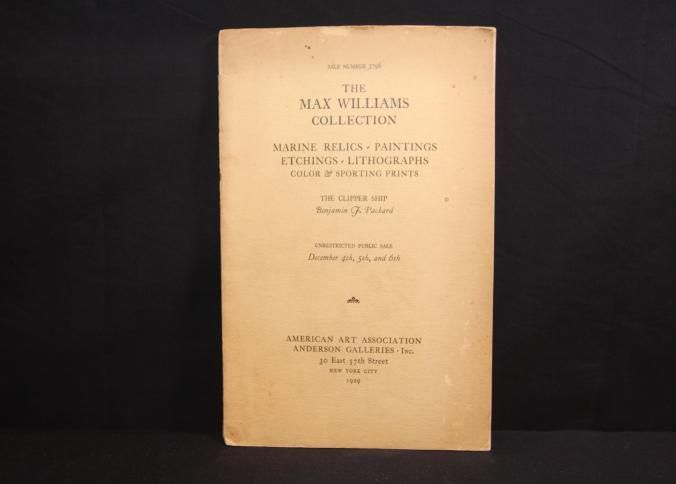 SALE NUMBER 3796
THE
MAX WILLIAMS
COLLECTION
MARINE RELICS · PAINTINGS
ETCHINGS · LITHOGRAPHS
COLOR & SPORTING PRINTS
THE CLIPPER SHIP
Benjamin F. Packard
UNRESTRICTED PUBLIC SALE
December 4th, 5th, and 6th
AMERICAN ART ASSOCIATION
ANDERSON GALLERIES · Inc.
30 East 57th Street
NEW YORK CITY
1929